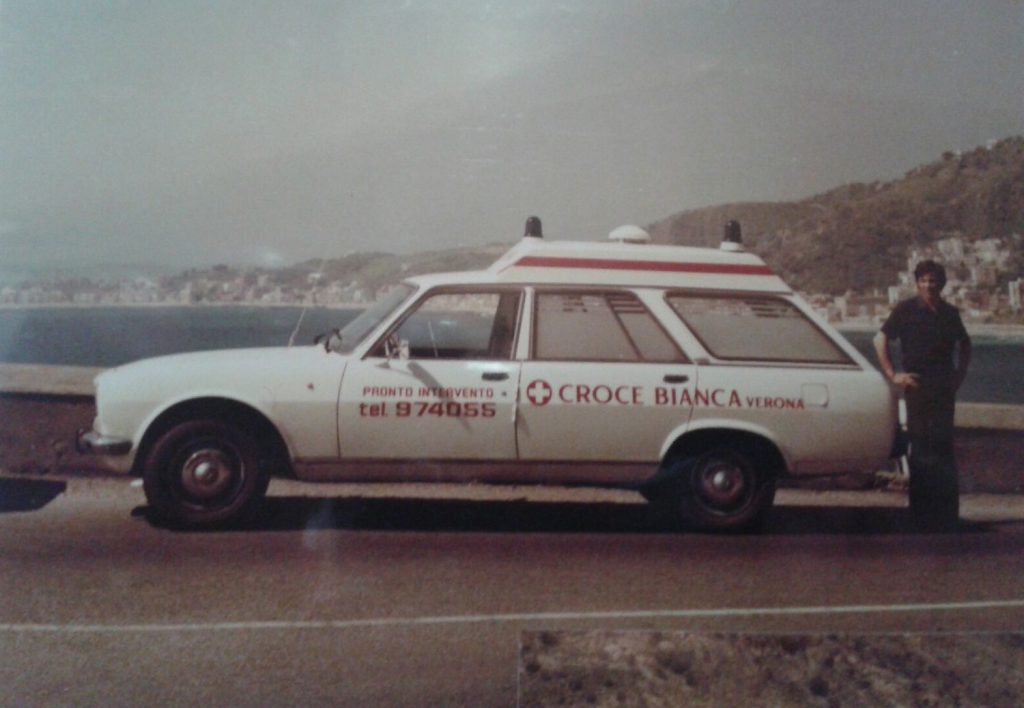 PRONTO INTERVENTO
tel. 974055
CROCE BIANCA VERONA